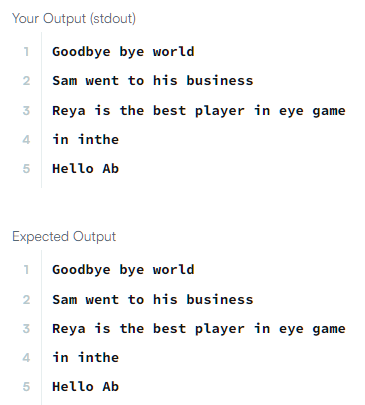 Your Output (stdout)
1 Goodbye bye world
2 Sam went to his business
3 Reya is the best player in eye game
4 in inthe
5 Hello Ab
Expected Output
1 Goodbye bye world
2 Sam went to his business
3 Reya is the best player in eye game
4 in inthe
5 Hello Ab